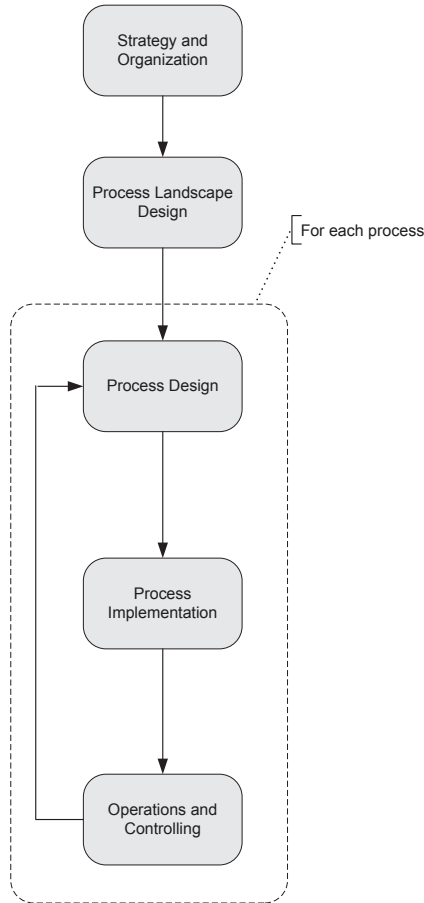 Strategy and
Organization
Process Landscape
Design
For each process
Process Design
Process
Implementation
Operations and
Controlling